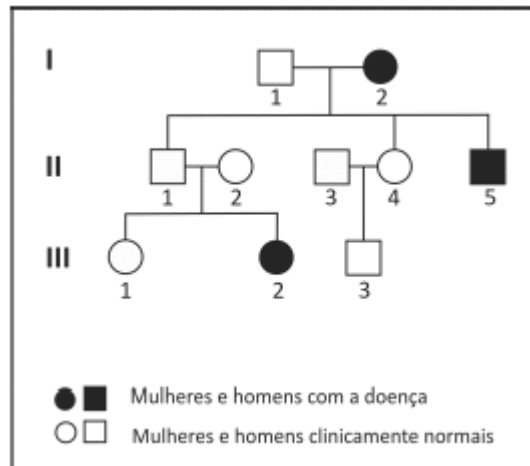 I
1 2
II
1 2 3 4 5
III
1 2 3
Mulheres e homens com a doença
Mulheres e homens clinicamente normais